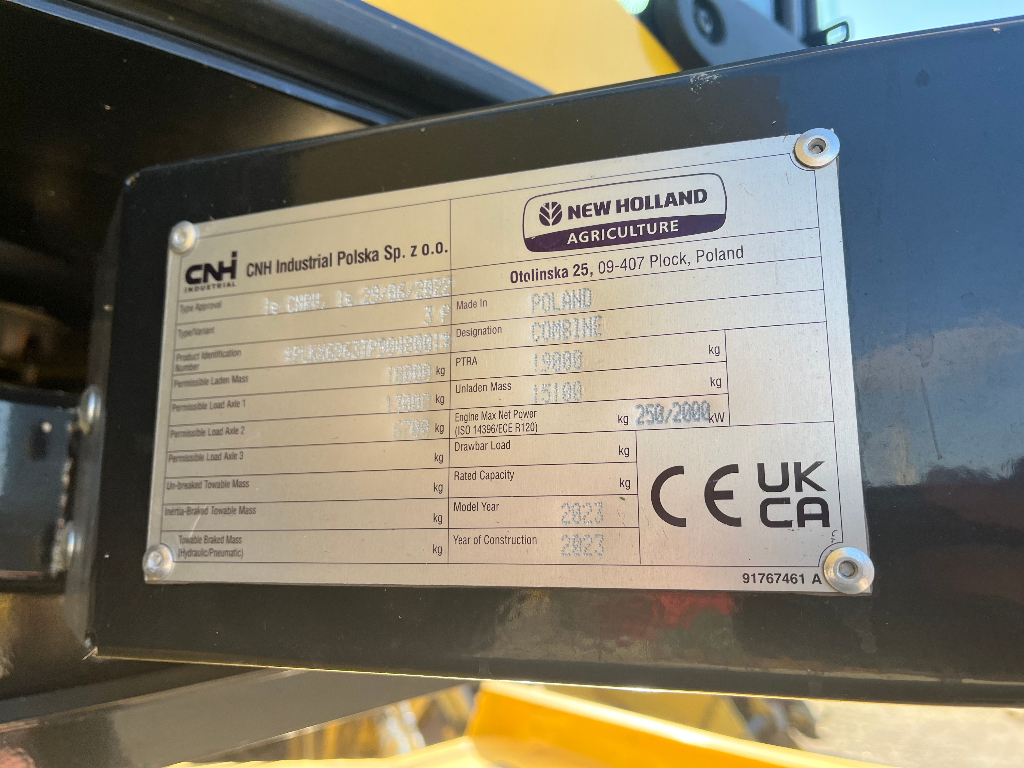 CNH INDUSTRIAL CNH Industrial Polska Sp. z o.o.
NEW HOLLAND
AGRICULTURE
Otolinska 25, 09-407 Plock, Poland
Type Approval
Type/Variant
Product Identification Number
Permissible Laden Mass kg
Permissible Load Axle 1 kg
Permissible Load Axle 2 kg
Permissible Load Axle 3 kg
Un-breaked Towable Mass kg
Inertia-Braked Towable Mass kg
Towable Braked Mass kg
(Hydraulic/Pneumatic)
Made In POLAND
Designation COMBINE
PTRA 19800 kg
Unladen Mass 15100 kg
Engine Max Net Power
(ISO 14396/ECE R120) kg 250/2000 kW
Drawbar Load kg
Rated Capacity kg
Model Year 2023
Year of Construction 2023
CE UK
CA
91767461 A